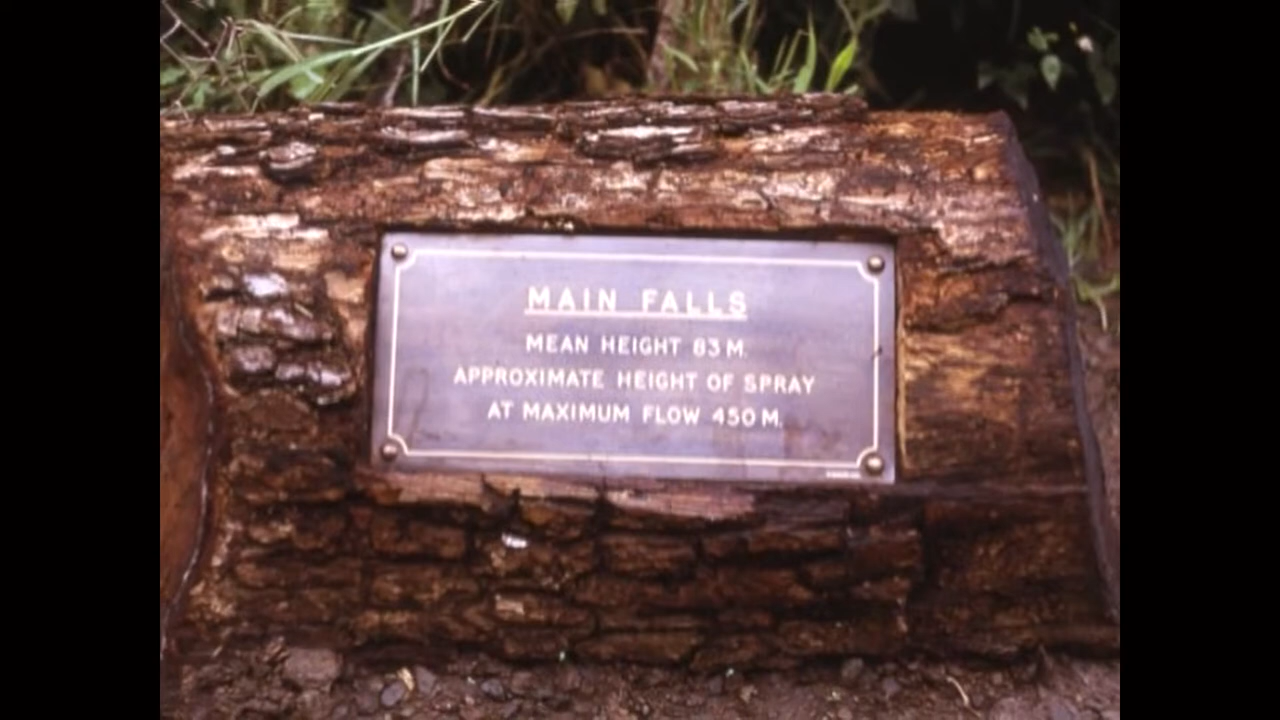 MAIN FALLS
MEAN HEIGHT 83 M.
APPROXIMATE HEIGHT OF SPRAY
AT MAXIMUM FLOW 450 M.